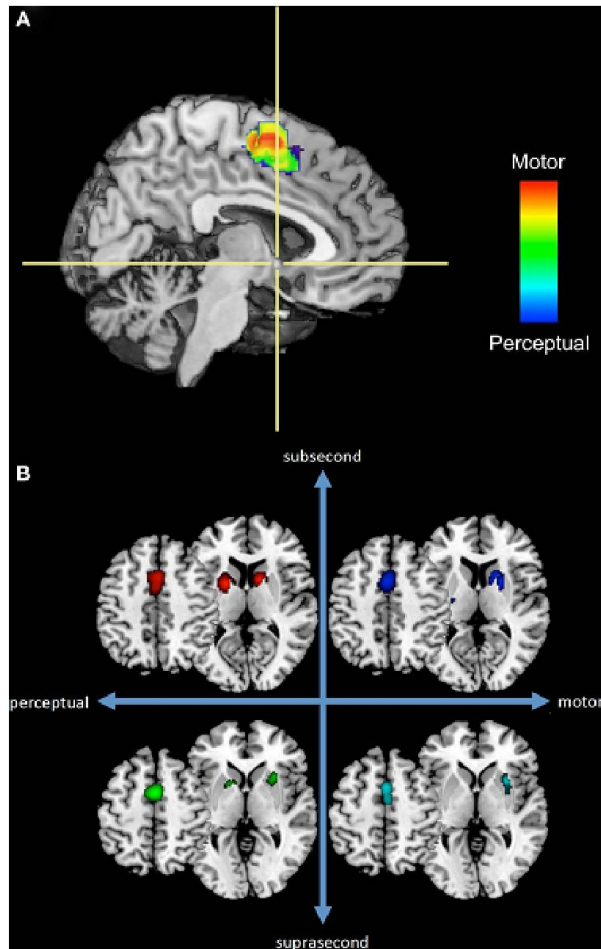 A
Motor
Perceptual
B
subsecond
perceptual
motor
suprasecond